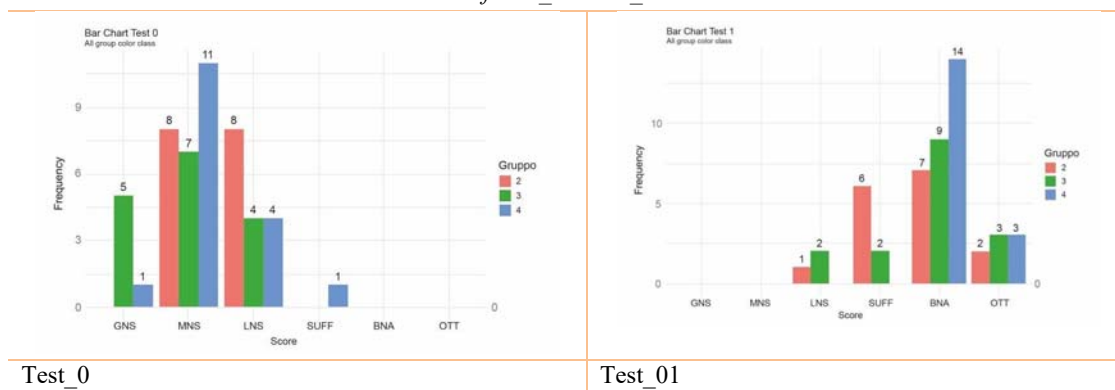 Bar Chart Test 0
All group color class
11
9
8
8
7
6
5
4
4
3
1
1
0
0
Frequency
GNS
MNS
LNS
SUFF
BNA
OTT
Score
Gruppo
2
3
4
Bar Chart Test 1
All group color class
14
10
9
7
6
5
3
3
2
2
2
1
0
0
Frequency
GNS
MNS
LNS
SUFF
BNA
OTT
Score
Gruppo
2
3
4
Test_0
Test_01